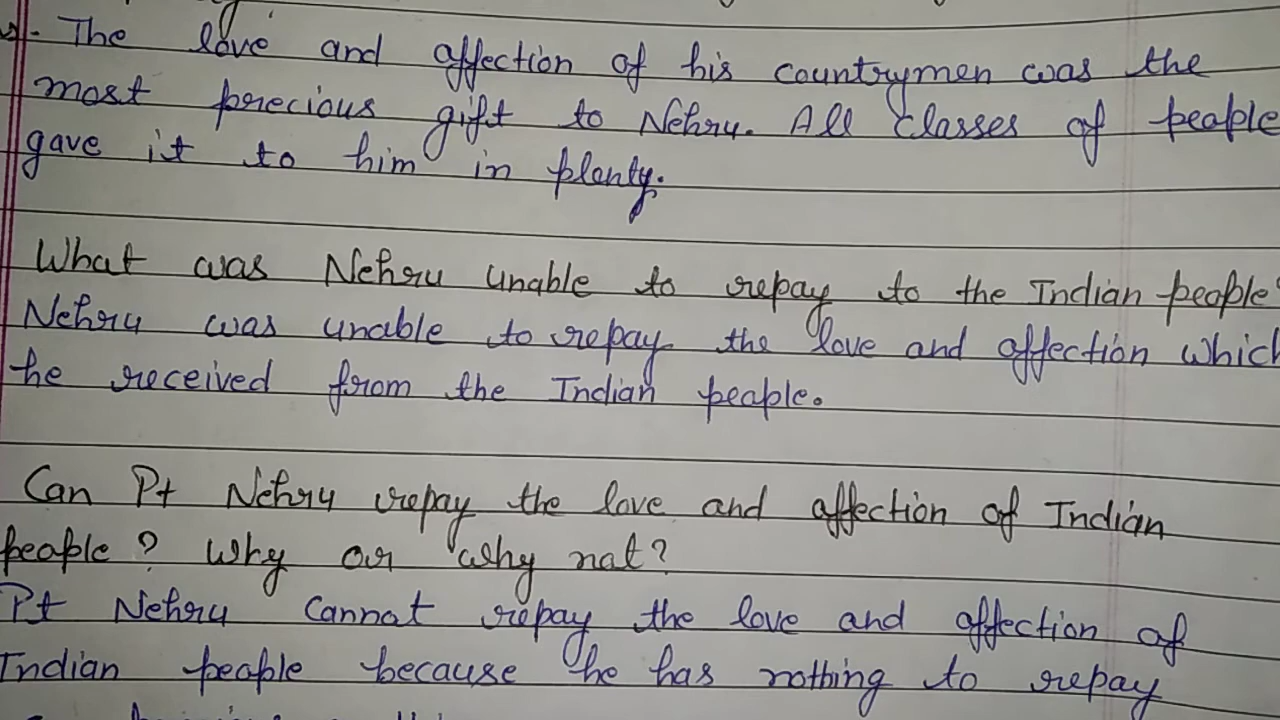 The love and affection of his countrymen was the
most precious gift to Nehru. All classes of people
gave it to him in plenty.
What was Nehru unable to repay to the Indian people?
Nehru was unable to repay the love and affection which
he received from the Indian people.
Can Pt Nehru repay the love and affection of Indian
people? Why or why not?
Pt Nehru cannot repay the love and affection of
Indian people because he has nothing to repay